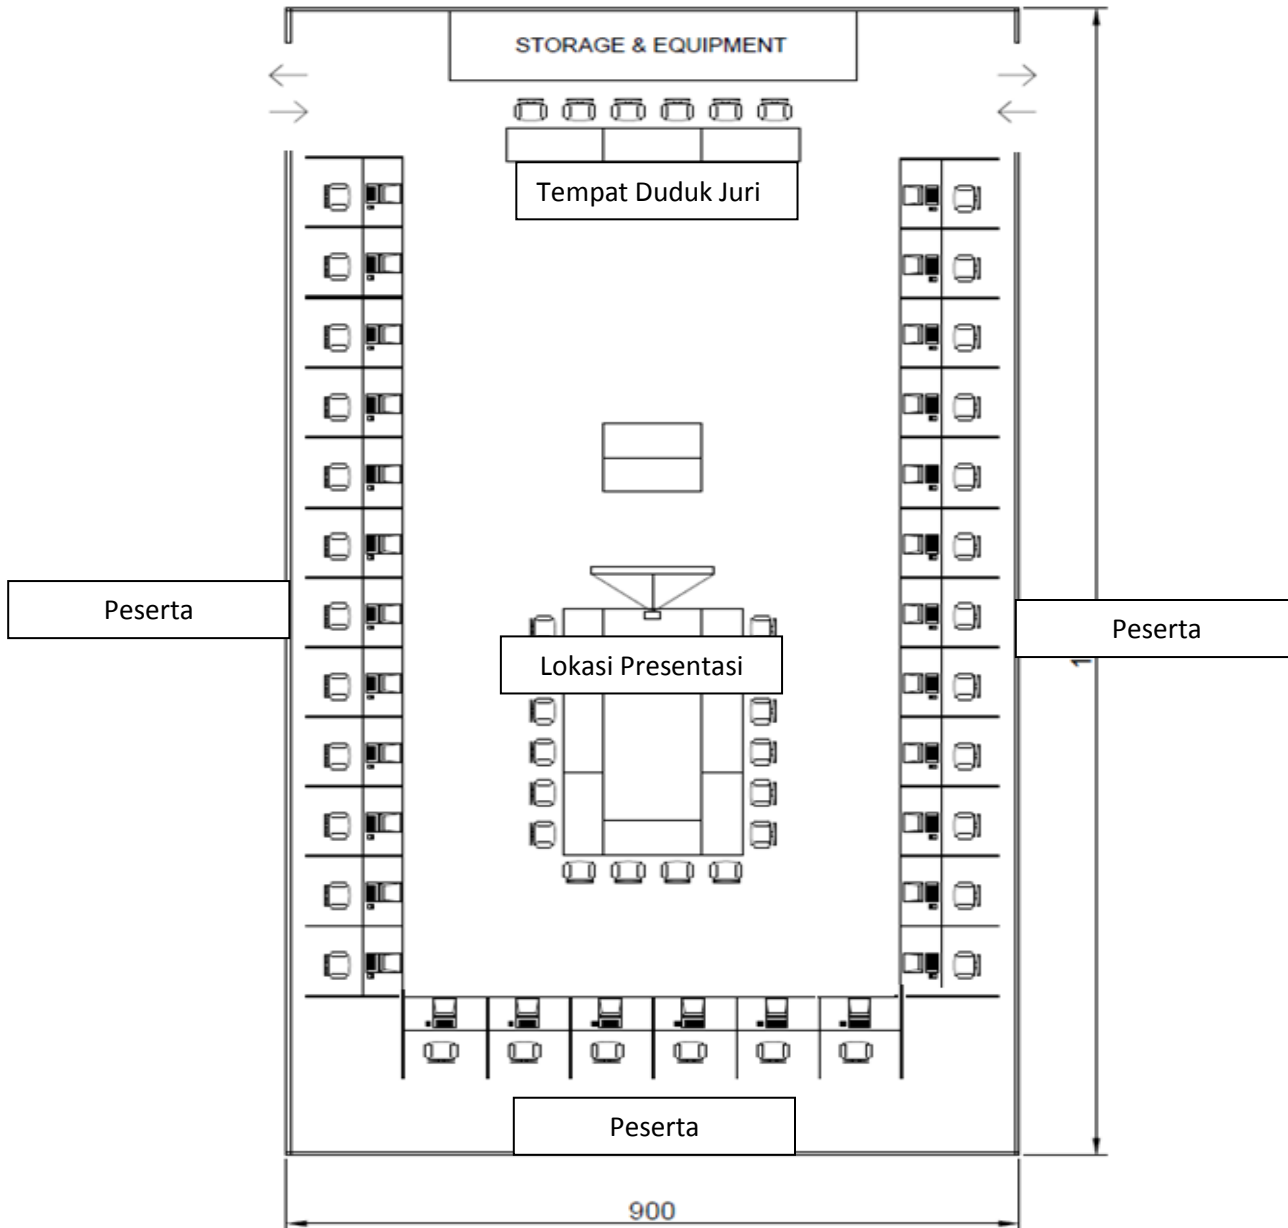 STORAGE & EQUIPMENT
Tempat Duduk Juri
Peserta
Peserta
Lokasi Presentasi
Peserta
900